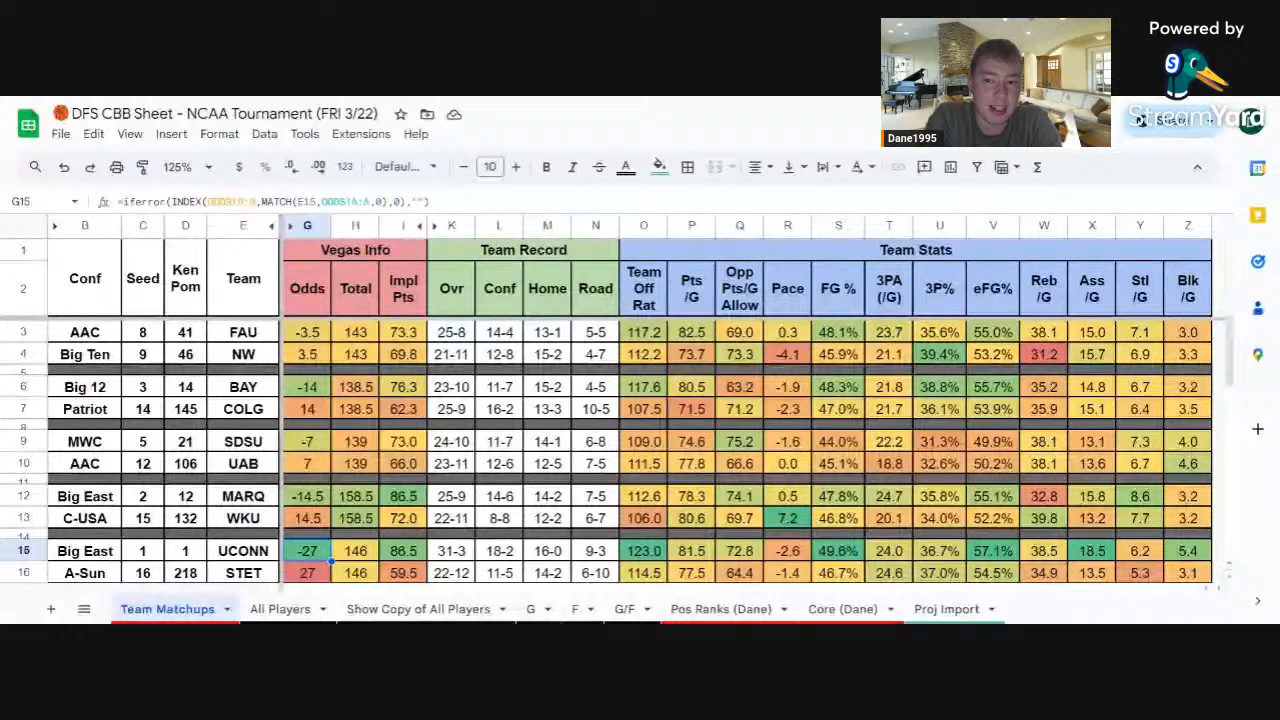 Powered by
StreamYard
Dane1995
DFS CBB Sheet - NCAA Tournament (FRI 3/22)
File Edit View Insert Format Data Tools Extensions Help
125% $ % .0 .00 123 Defaul... − 10 + B I S A Σ
G15 fx
B C D E G H I K L M N O P Q R S T U V W X Y Z
1 Vegas Info Team Record Team Stats
2 Conf Seed Ken Pom Team Odds Total Impl Pts Ovr Conf Home Road Team Off Rat Pts /G Opp Pts/G Allow Pace FG % 3PA (/G) 3P% eFG% Reb /G Ass /G Stl /G Blk /G
3 AAC 8 41 FAU -3.5 143 73.3 25-8 14-4 13-1 5-5 117.2 82.5 69.0 0.3 48.1% 23.7 35.6% 55.0% 38.1 15.0 7.1 3.0
4 Big Ten 9 46 NW 3.5 143 69.8 21-11 12-8 15-2 4-7 112.2 73.7 73.3 -4.1 45.9% 21.1 39.4% 53.2% 31.2 15.7 6.9 3.3
5
6 Big 12 3 14 BAY -14 138.5 76.3 23-10 11-7 15-2 4-5 117.6 80.5 63.2 -1.9 48.3% 21.8 38.8% 55.7% 35.2 14.8 6.7 3.2
7 Patriot 14 145 COLG 14 138.5 62.3 25-9 16-2 13-3 10-5 107.5 71.5 71.2 -2.3 47.0% 21.7 36.1% 53.9% 35.9 15.1 6.4 3.5
8
9 MWC 5 21 SDSU -7 139 73.0 24-10 11-7 14-1 6-8 109.0 74.6 75.2 -1.6 44.0% 22.2 31.3% 49.9% 38.1 13.1 7.3 4.0
10 AAC 12 106 UAB 7 139 66.0 23-11 12-6 12-5 7-5 111.5 77.8 66.6 0.0 45.1% 18.8 32.6% 50.2% 38.1 13.6 6.7 4.6
11
12 Big East 2 12 MARQ -14.5 158.5 86.5 25-9 14-6 14-2 7-5 112.6 78.3 74.1 0.5 47.8% 24.7 35.8% 55.1% 32.8 15.8 8.6 3.2
13 C-USA 15 132 WKU 14.5 158.5 72.0 22-11 8-8 12-2 6-7 106.0 80.6 69.7 7.2 46.8% 20.1 34.0% 52.2% 39.8 13.2 7.7 3.2
14
15 Big East 1 1 UCONN -27 146 86.5 31-3 18-2 16-0 9-3 123.0 81.5 72.8 -2.6 49.6% 24.0 36.7% 57.1% 38.5 18.5 6.2 5.4
16 A-Sun 16 218 STET 27 146 59.5 22-12 11-5 14-2 6-10 114.5 77.5 64.4 -1.4 46.7% 24.6 37.0% 54.5% 34.9 13.5 5.3 3.1
+ Team Matchups All Players Show Copy of All Players G F G/F Pos Ranks (Dane) Core (Dane) Proj Import